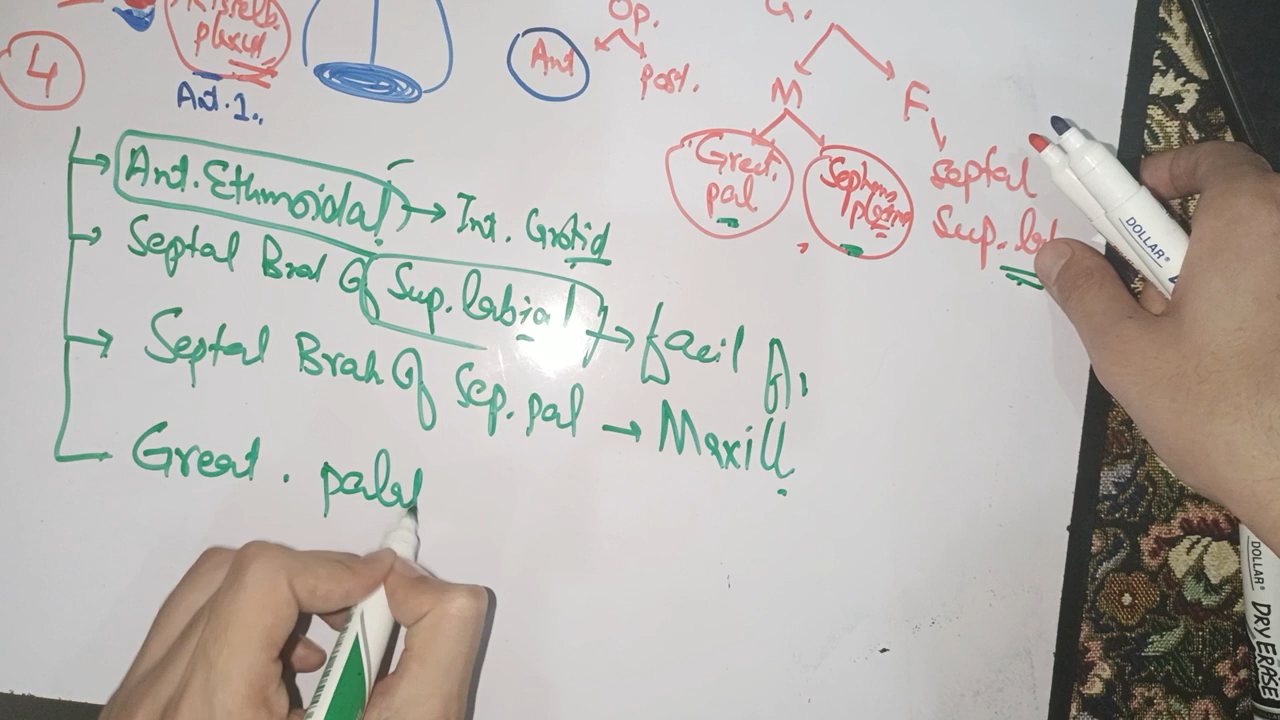 plexus
4
Ant. 1..
Op.
Ant
Post.
M
F
Great.
pal
septal
Sup. lab
Ant. Ethmoidal → Int. Carotid
Septal Brah Of Sup. labial → facil A,
Septal Brah Of Sep. pal → Maxill.
Great . palat
DOLLAR
DOLLAR
DRY ERASE